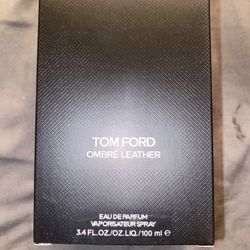 TOM FORD
OMBRÉ LEATHER
EAU DE PARFUM
VAPORISATEUR SPRAY
3.4 FL.OZ./OZ.LIQ./100 ml ℮